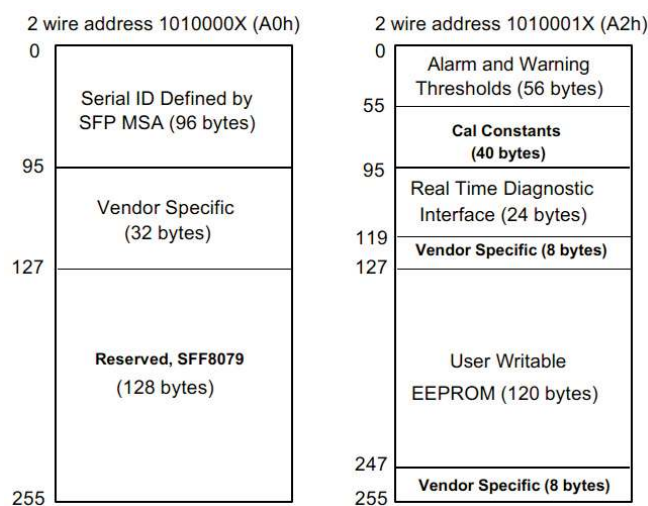 2 wire address 1010000X (A0h)
0
Serial ID Defined by
SFP MSA (96 bytes)
95
Vendor Specific
(32 bytes)
127
Reserved, SFF8079
(128 bytes)
255
2 wire address 1010001X (A2h)
0
Alarm and Warning
Thresholds (56 bytes)
55
Cal Constants
(40 bytes)
95
Real Time Diagnostic
Interface (24 bytes)
119
Vendor Specific (8 bytes)
127
User Writable
EEPROM (120 bytes)
247
Vendor Specific (8 bytes)
255